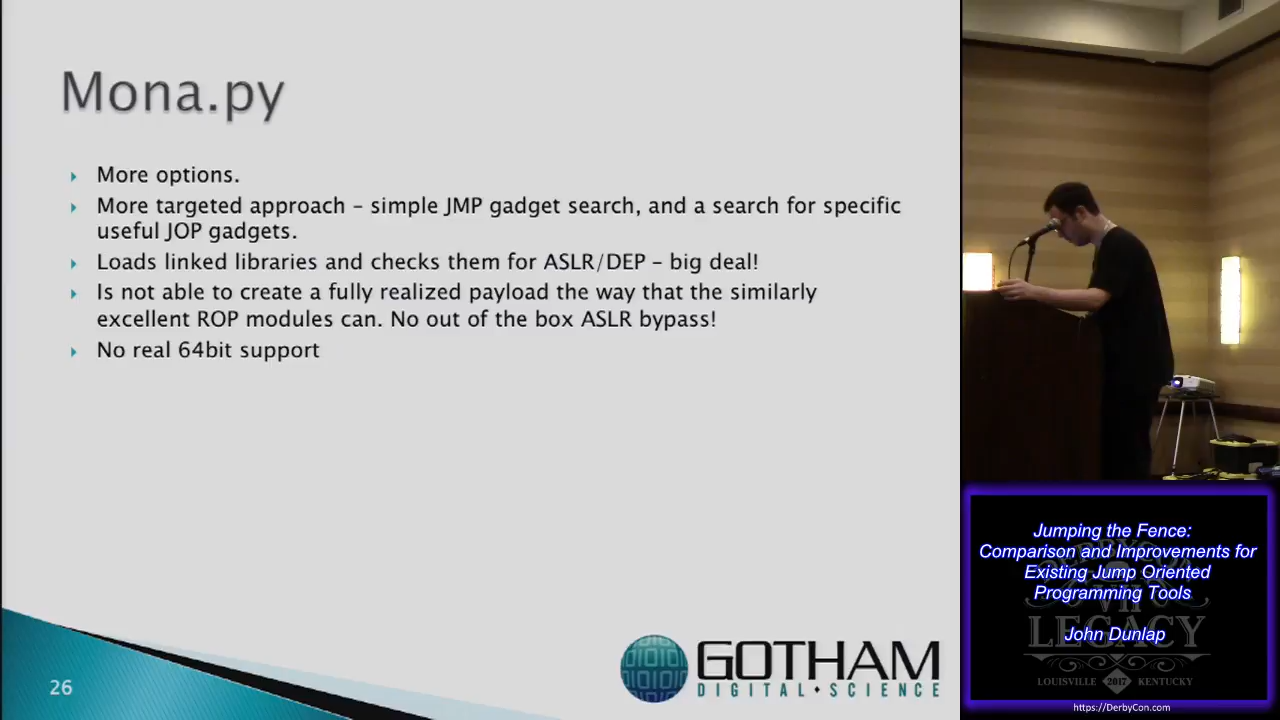 Mona.py
More options.
More targeted approach – simple JMP gadget search, and a search for specific
useful JOP gadgets.
Loads linked libraries and checks them for ASLR/DEP – big deal!
Is not able to create a fully realized payload the way that the similarly
excellent ROP modules can. No out of the box ASLR bypass!
No real 64bit support
26
GOTHAM
DIGITAL SCIENCE
Jumping the Fence:
Comparison and Improvements for
Existing Jump Oriented
Programming Tools
John Dunlap
DERBYCON
VII
LEGACY
LOUISVILLE 2017 KENTUCKY
https://DerbyCon.com